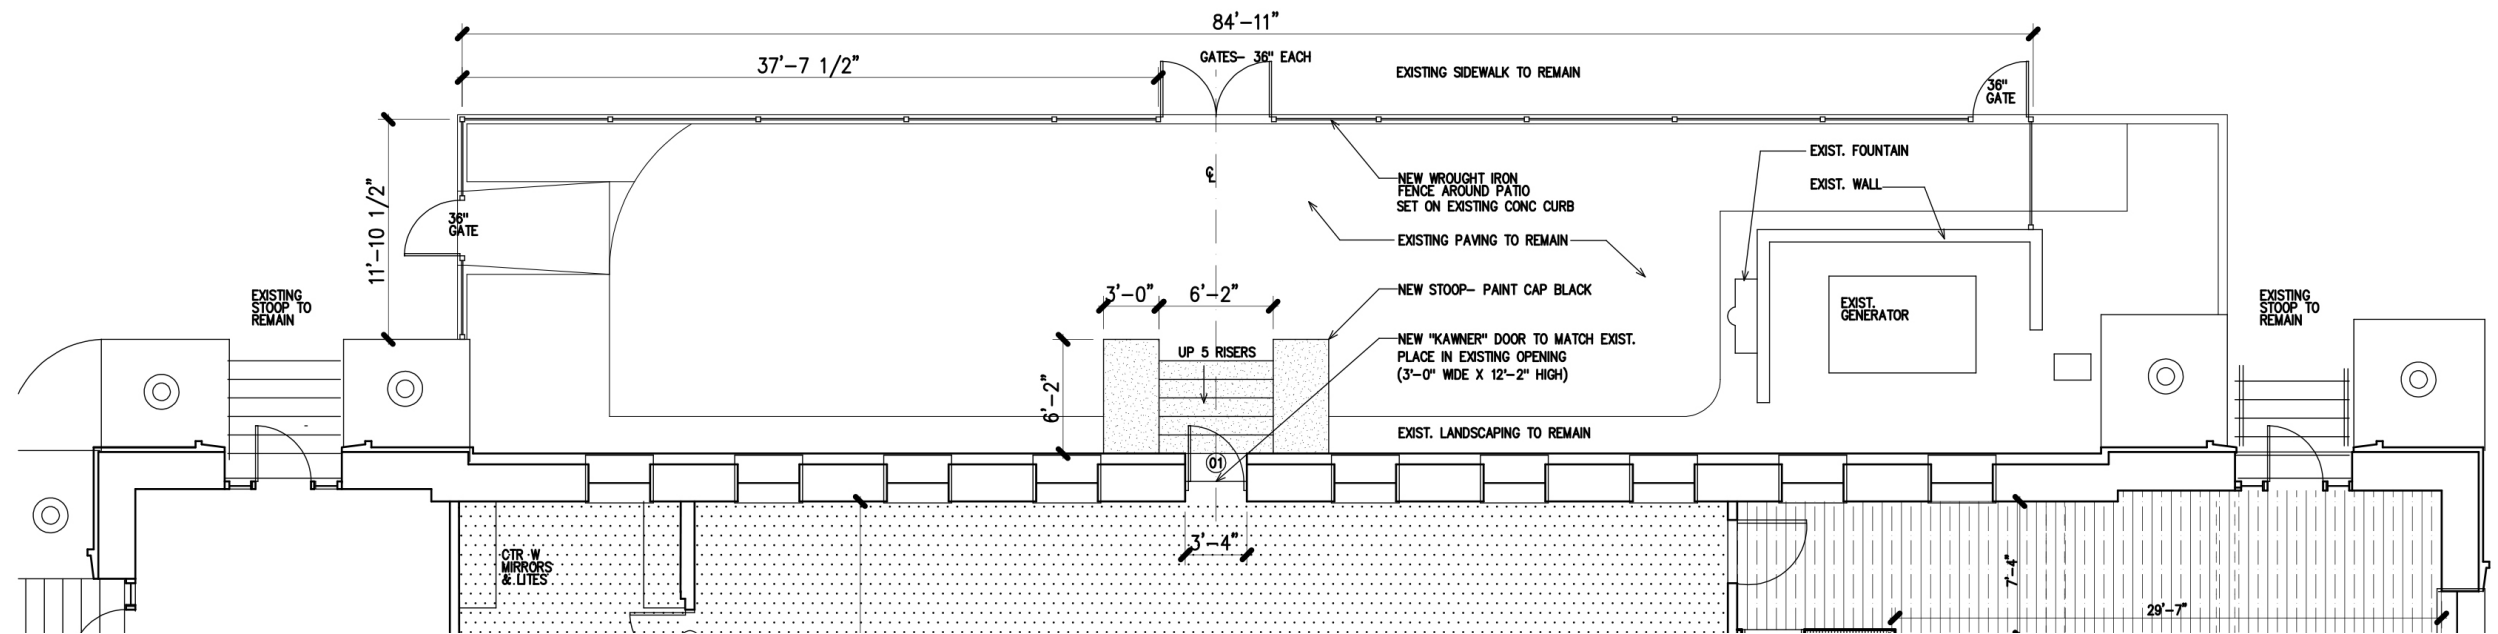 84'-11"
37'-7 1/2"
GATES- 36" EACH
EXISTING SIDEWALK TO REMAIN
36"
GATE
11'-10 1/2"
36"
GATE
℄
NEW WROUGHT IRON
FENCE AROUND PATIO
SET ON EXISTING CONC CURB
EXIST. FOUNTAIN
EXIST. WALL
EXISTING PAVING TO REMAIN
EXISTING
STOOP TO
REMAIN
3'-0"
6'-2"
NEW STOOP- PAINT CAP BLACK
EXIST.
GENERATOR
EXISTING
STOOP TO
REMAIN
UP 5 RISERS
6'-2"
NEW "KAWNER" DOOR TO MATCH EXIST.
PLACE IN EXISTING OPENING
(3'-0" WIDE X 12'-2" HIGH)
EXIST. LANDSCAPING TO REMAIN
01
3'-4"
CTR W
MIRRORS
& LITES
7'-4"
29'-7"